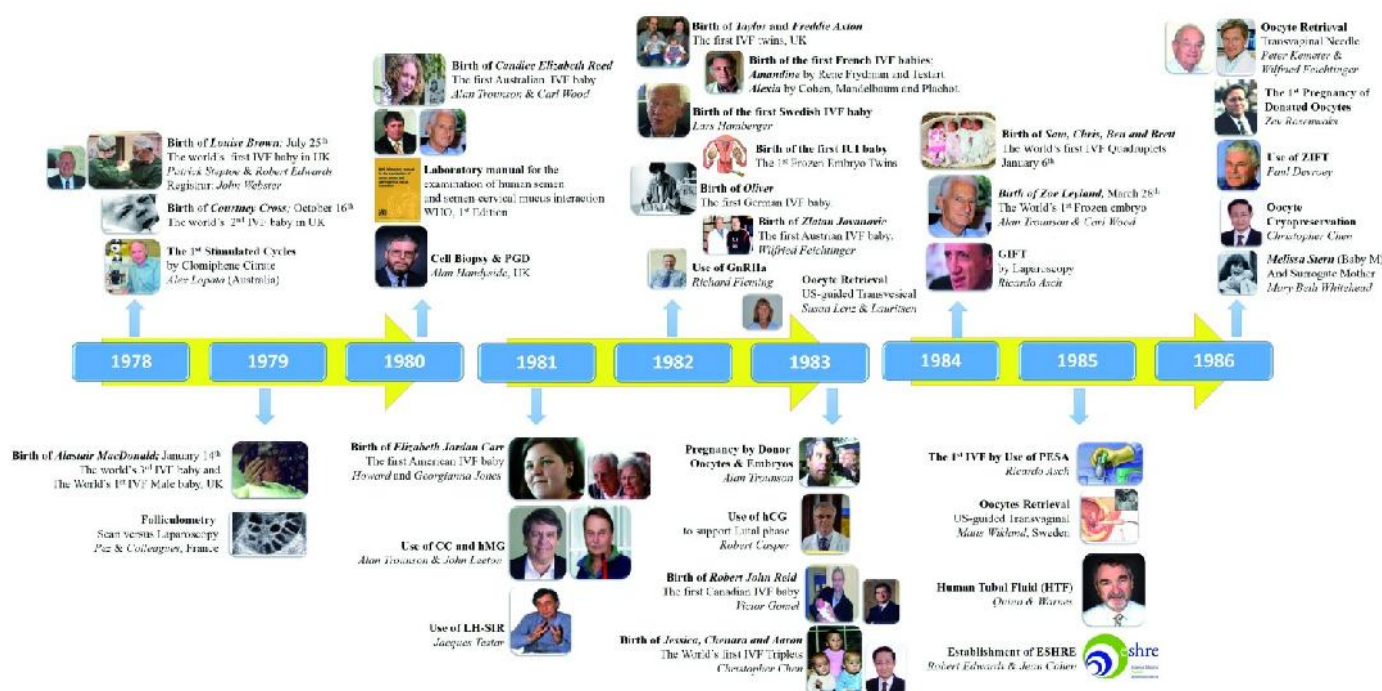 Birth of Louise Brown; July 25th
The world's first IVF baby in UK
Patrick Steptoe & Robert Edwards
Registrar: John Webster
Birth of Courtney Cross; October 16th
The world's 2nd IVF baby in UK
The 1st Stimulated Cycles
by Clomiphene Citrate
Alex Lopata (Australia)
Birth of Candice Elizabeth Reed
The first Australian IVF baby
Alan Trounson & Carl Wood
Laboratory manual for the
examination of human semen
and semen-cervical mucus interaction
WHO, 1st Edition
Cell Biopsy & PGD
Alan Handyside, UK
Birth of Taylor and Freddie Axton
The first IVF twins, UK
Birth of the first French IVF babies;
Amandine by Rene Frydman and Testart.
Alexia by Cohen, Mandelbaum and Plachot.
Birth of the first Swedish IVF baby
Lars Hamberger
Birth of the first IUI baby
The 1st Frozen Embryo Twins
Birth of Oliver
The first German IVF baby.
Birth of Zlatan Jovanovic
The first Austrian IVF baby.
Wilfried Feichtinger
Use of GnRHa
Richard Fleming
Oocyte Retrieval
US-guided Transvesical
Susan Lenz & Lauritsen
Birth of Sam, Chris, Ben and Brett
The World's first IVF Quadruplets
January 6th
Birth of Zoe Leyland, March 28th
The World's 1st Frozen embryo
Alan Trounson & Carl Wood
GIFT
by Laparoscopy
Ricardo Asch
Oocyte Retrieval
Transvaginal Needle
Peter Kemeter &
Wilfried Feichtinger
The 1st Pregnancy of
Donated Oocytes
Zev Rosenwaks
Use of ZIFT
Paul Devroey
Oocyte
Cryopreservation
Christopher Chen
Melissa Stern (Baby M)
And Surrogate Mother
Mary Beth Whitehead
1978 1979 1980 1981 1982 1983 1984 1985 1986
Birth of Alastair MacDonald; January 14th
The world's 3rd IVF baby and
The World's 1st IVF Male baby, UK
Folliculometry
Scan versus Laparoscopy
Pez & Colleagues, France
Birth of Elizabeth Jordan Carr
The first American IVF baby
Howard and Georgianna Jones
Use of CC and hMG
Alan Trounson & John Leeton
Use of LH-SIR
Jacques Testar
Pregnancy by Donor
Oocytes & Embryos
Alan Trounson
Use of hCG
to support Luteal phase
Robert Casper
Birth of Robert John Reid
The first Canadian IVF baby
Victor Gomel
Birth of Jessica, Chenara and Aaron
The World's first IVF Triplets
Christopher Chen
The 1st IVF by Use of PESA
Ricardo Asch
Oocytes Retrieval
US-guided Transvaginal
Mats Wikland, Sweden
Human Tubal Fluid (HTF)
Quinn & Warnes
Establishment of ESHRE
Robert Edwards & Jean Cohen
eshre